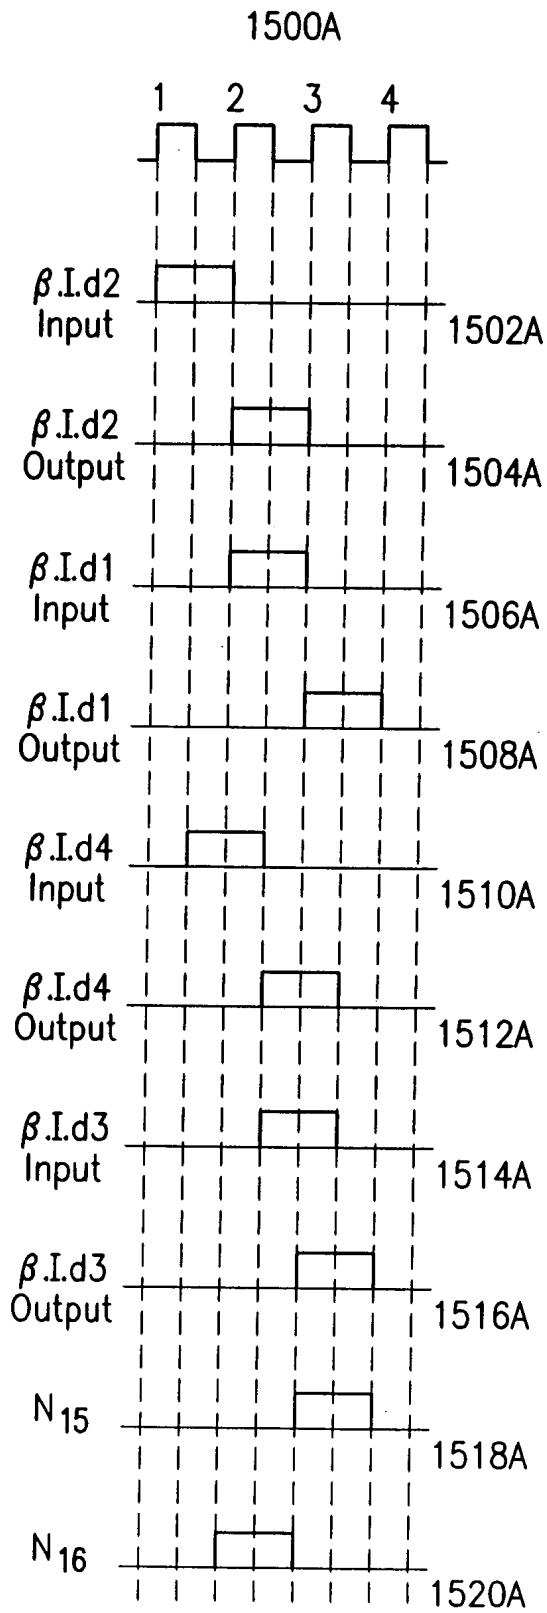 1500A
1 2 3 4
β.I.d2
Input
1502A
β.I.d2
Output
1504A
β.I.d1
Input
1506A
β.I.d1
Output
1508A
β.I.d4
Input
1510A
β.I.d4
Output
1512A
β.I.d3
Input
1514A
β.I.d3
Output
1516A
N15
1518A
N16
1520A